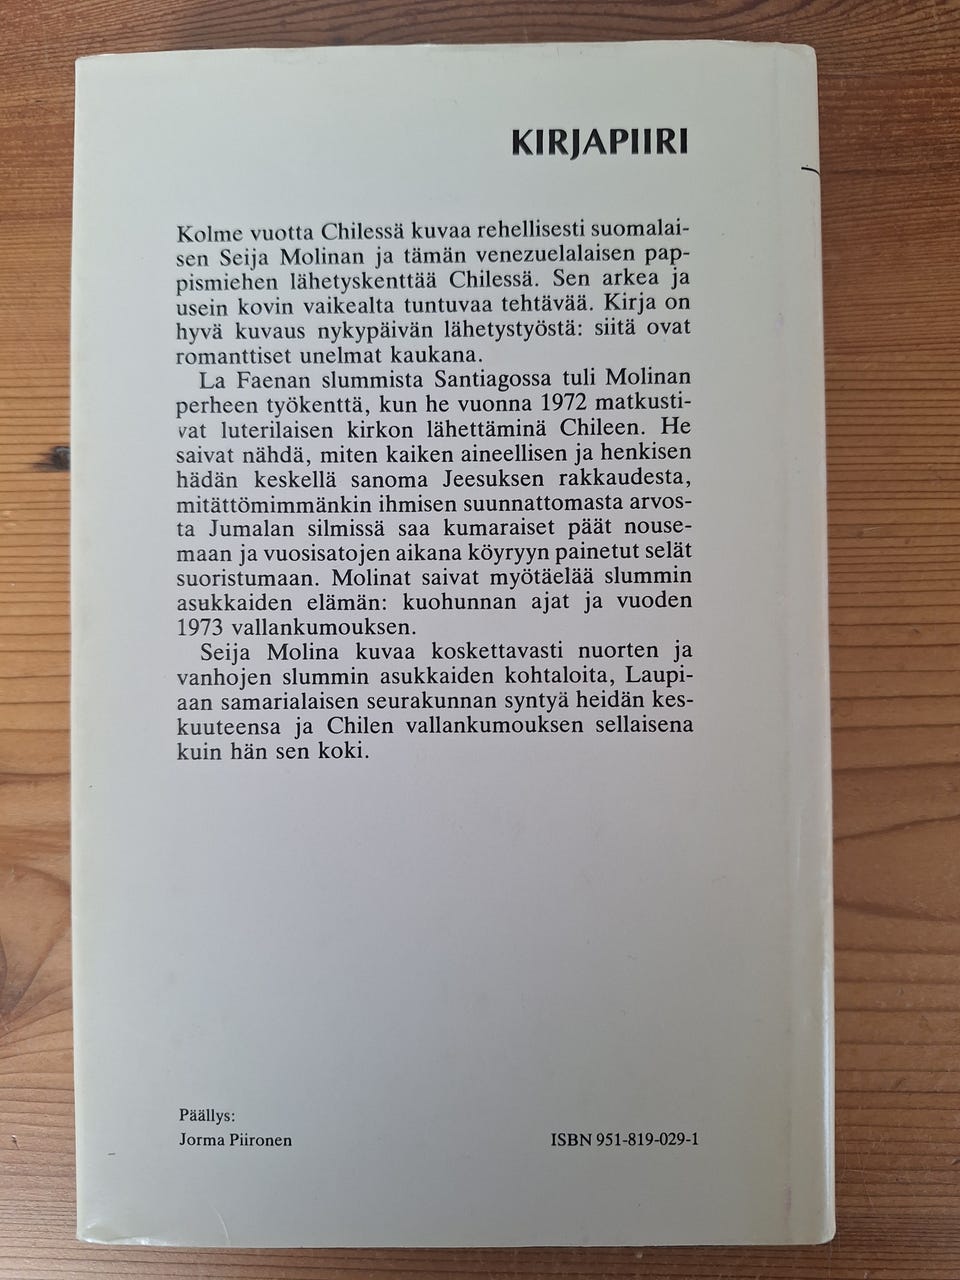 KIRJAPIIRI
Kolme vuotta Chilessä kuvaa rehellisesti suomalai-
sen Seija Molinan ja tämän venezuelalaisen pap-
pismiehen lähetyskenttää Chilessä. Sen arkea ja
usein kovin vaikealta tuntuvaa tehtävää. Kirja on
hyvä kuvaus nykypäivän lähetystyöstä: siitä ovat
romanttiset unelmat kaukana.
La Faenan slummista Santiagossa tuli Molinan
perheen työkenttä, kun he vuonna 1972 matkusti-
vat luterilaisen kirkon lähettäminä Chileen. He
saivat nähdä, miten kaiken aineellisen ja henkisen
hädän keskellä sanoma Jeesuksen rakkaudesta,
mitättömimmänkin ihmisen suunnattomasta arvos-
ta Jumalan silmissä saa kumaraiset päät nouse-
maan ja vuosisatojen aikana köyryyn painetut selät
suoristumaan. Molinat saivat myötäelää slummin
asukkaiden elämän: kuohunnan ajat ja vuoden
1973 vallankumouksen.
Seija Molina kuvaa koskettavasti nuorten ja
vanhojen slummin asukkaiden kohtaloita, Laupi-
aan samarialaisen seurakunnan syntyä heidän kes-
kuuteensa ja Chilen vallankumouksen sellaisena
kuin hän sen koki.
Päällys:
Jorma Piironen
ISBN 951-819-029-1